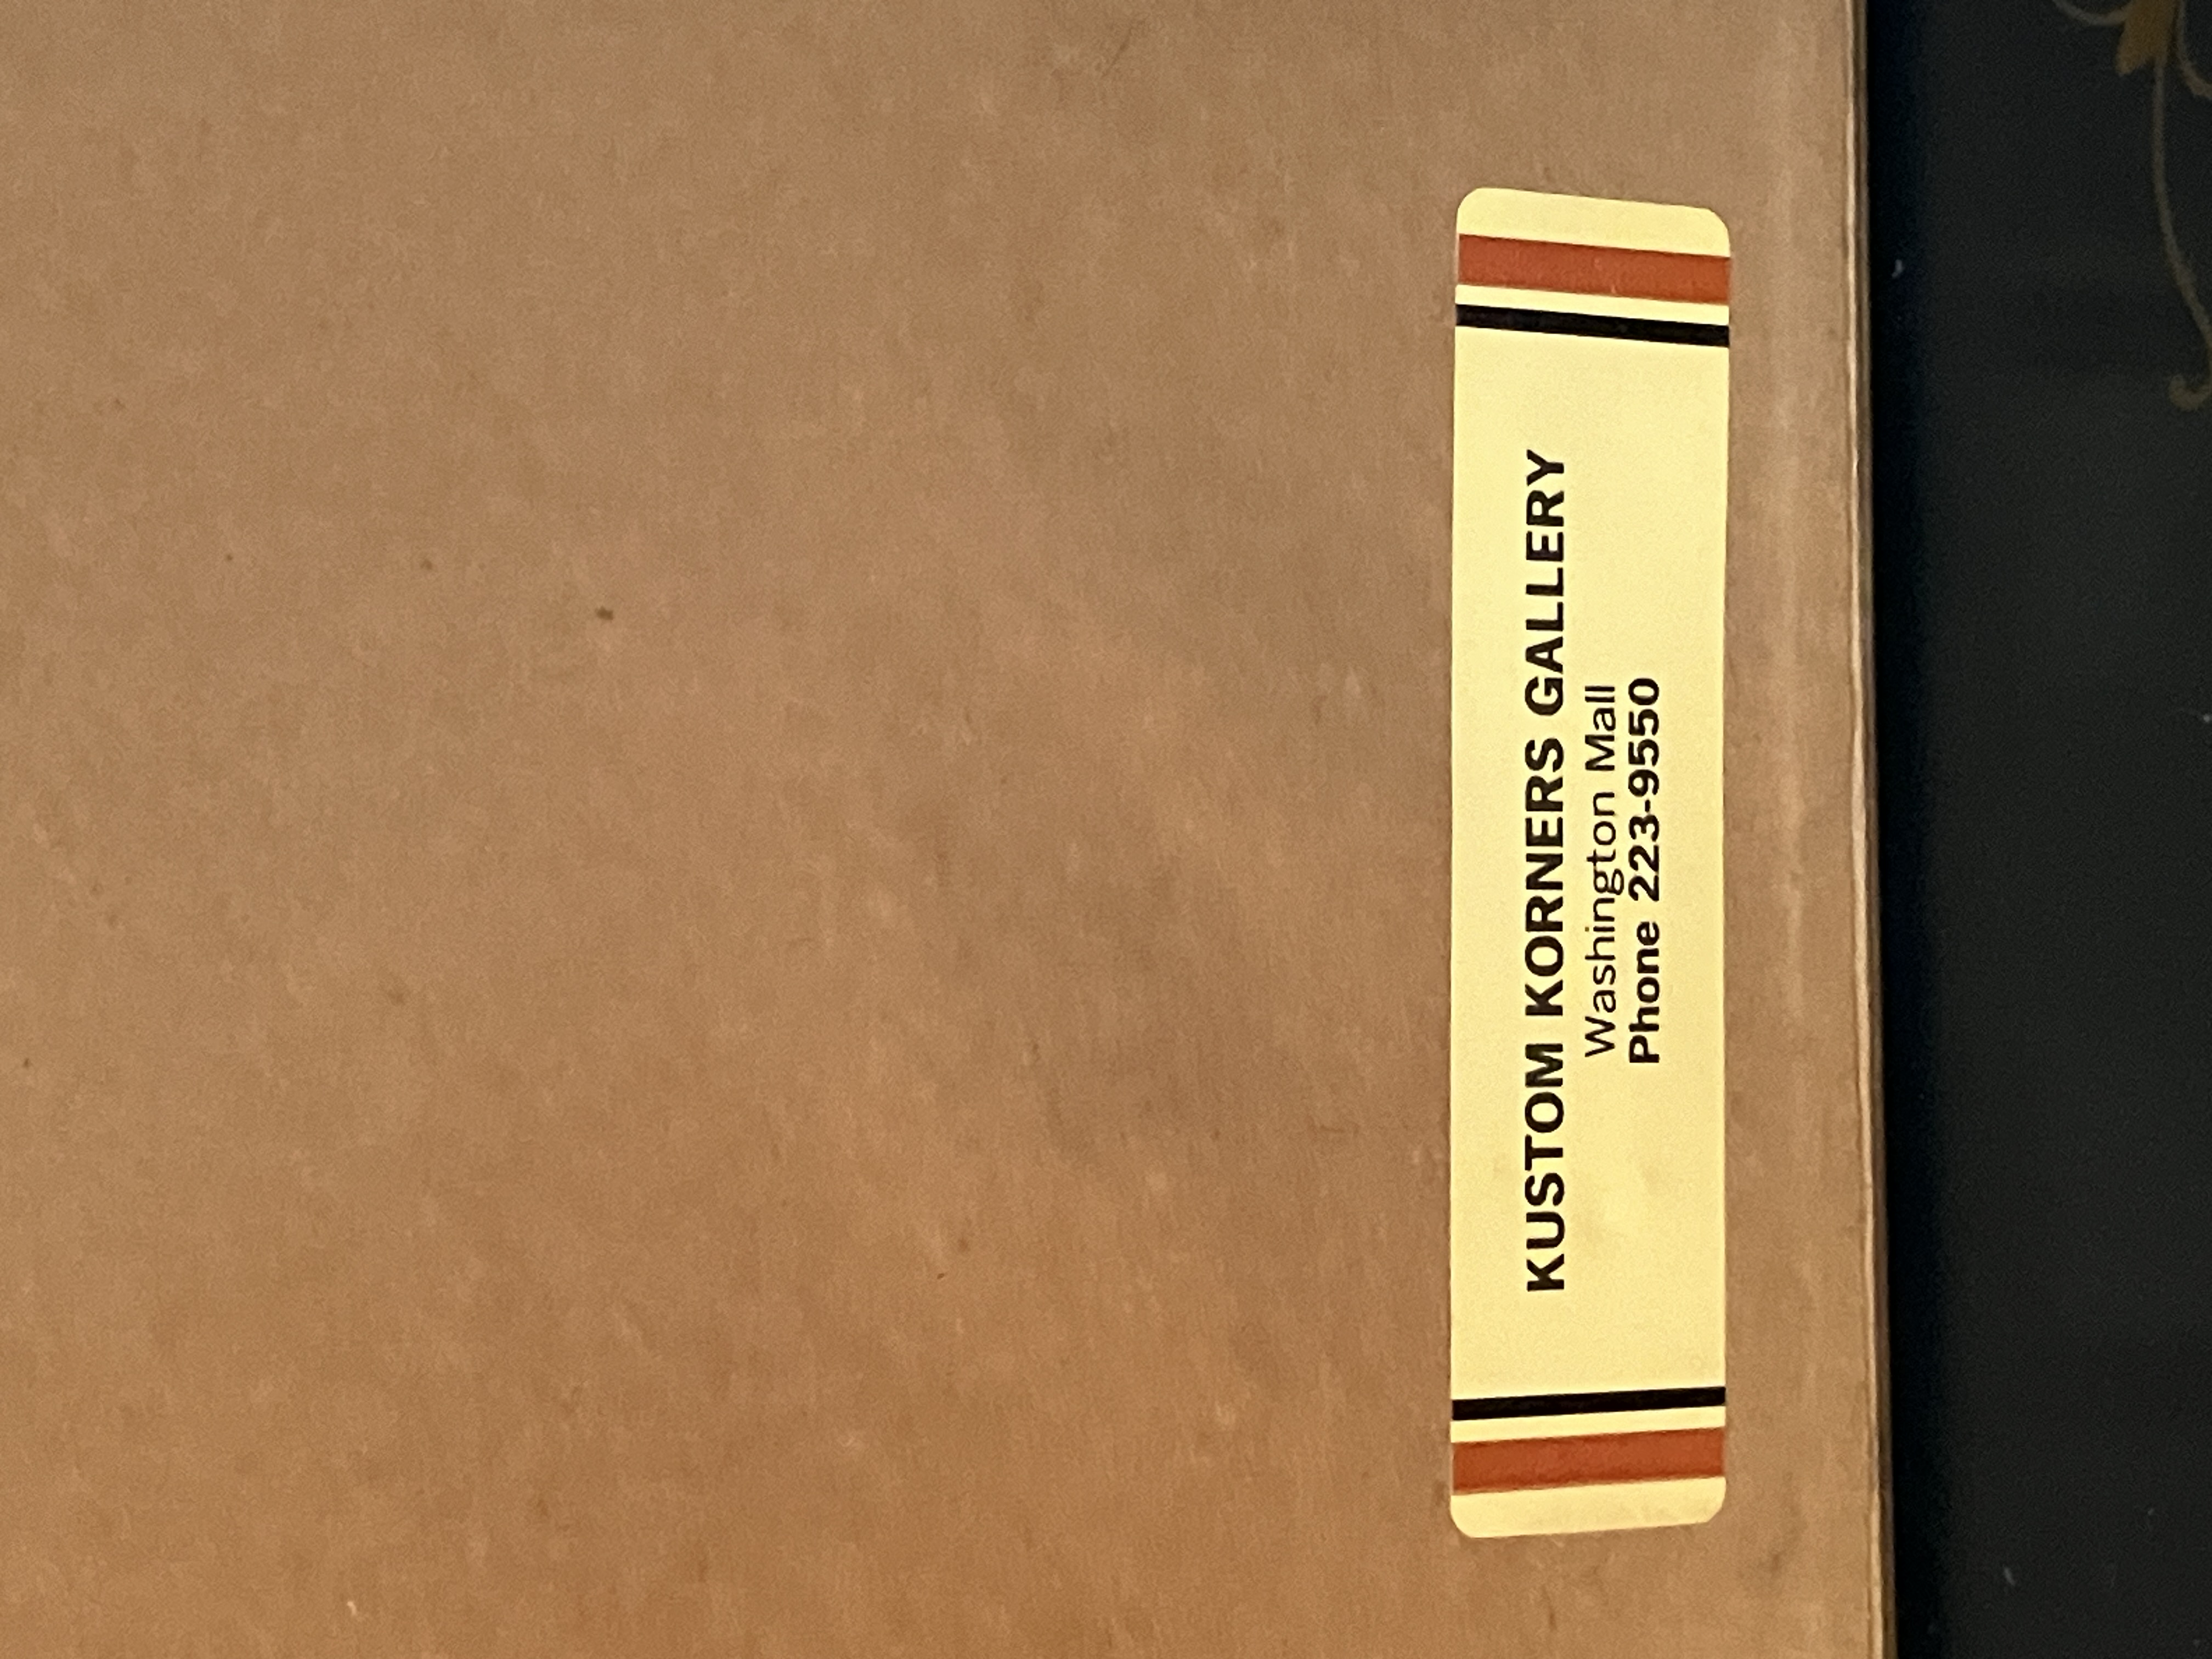 KUSTOM KORNERS GALLERY
Washington Mall
Phone 223-9550